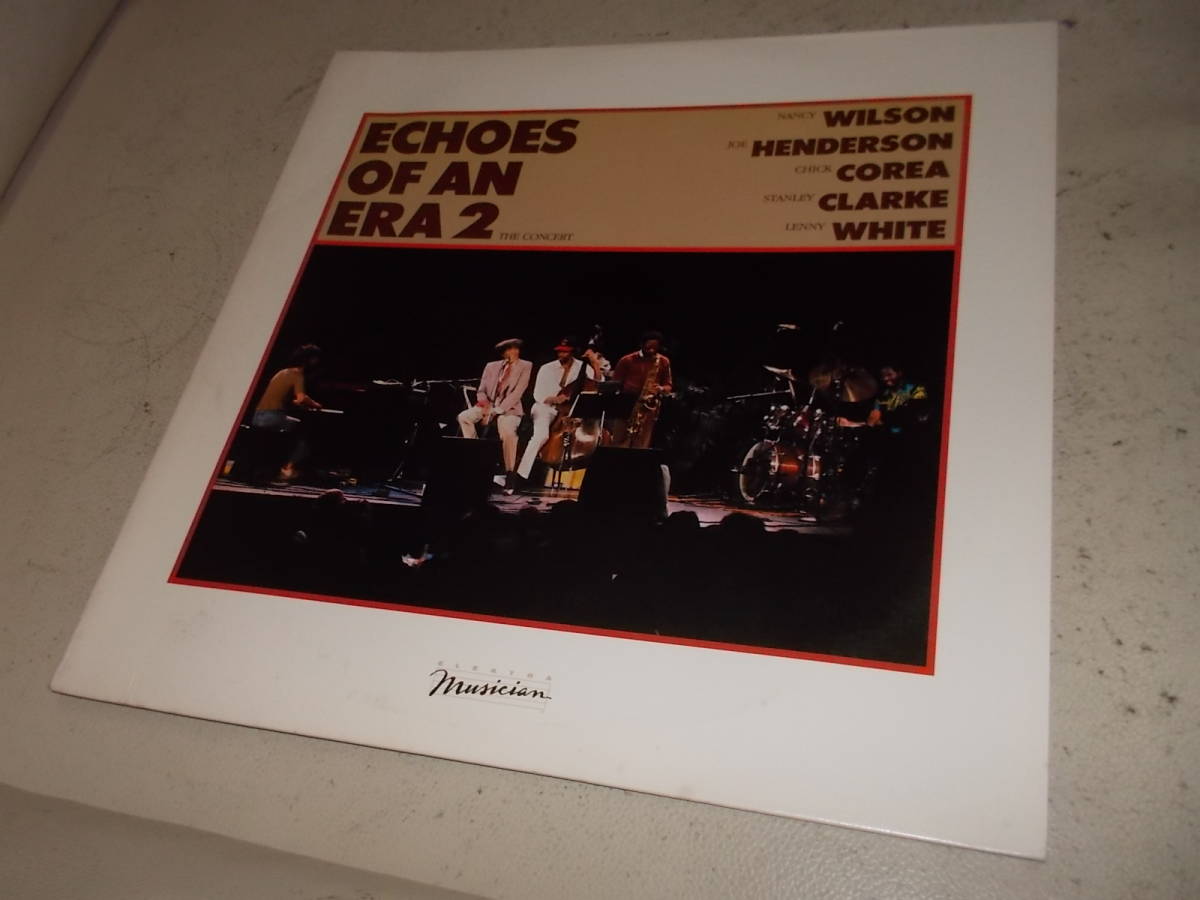 ECHOES
OF AN
ERA 2 THE CONCERT
NANCY WILSON
JOE HENDERSON
CHICK COREA
STANLEY CLARKE
LENNY WHITE
ELEKTRA
Musician